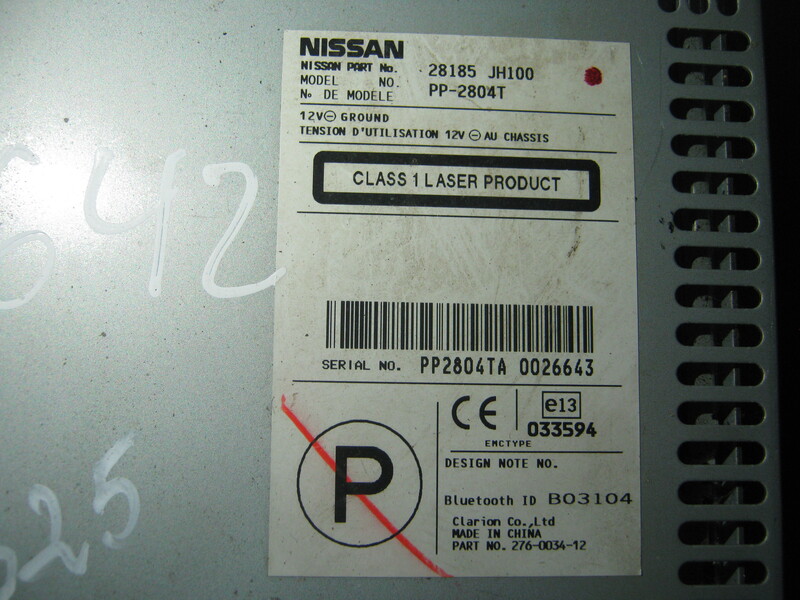 NISSAN
NISSAN PART No. 28185 JH100
MODEL NO. PP-2804T
No DE MODELE
12V⊖ GROUND
TENSION D'UTILISATION 12V ⊖ AU CHASSIS
CLASS 1 LASER PRODUCT
SERIAL NO. PP2804TA 0026643
P
CE
e13
033594
EMCTYPE
DESIGN NOTE NO.
Bluetooth ID B03104
Clarion Co.,Ltd
MADE IN CHINA
PART NO. 276-0034-12
642
525